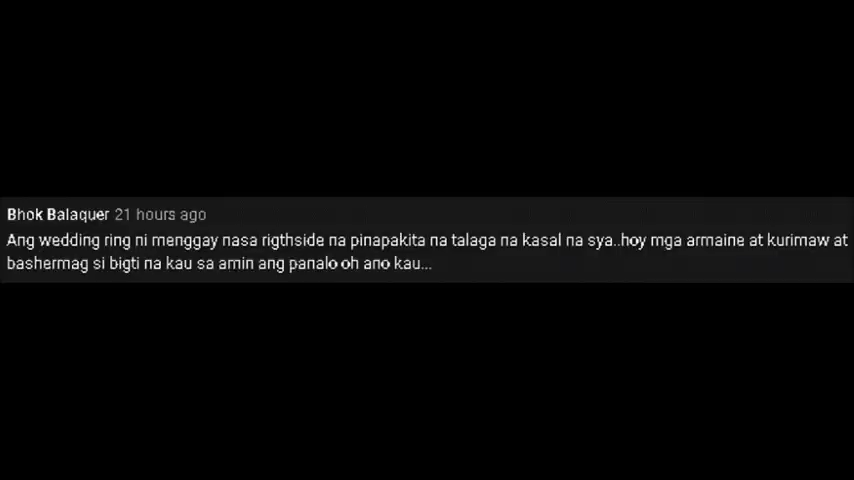 Bhok Balaquer 21 hours ago
Ang wedding ring ni menggay nasa rigthside na pinapakita na talaga na kasal na sya..hoy mga armaine at kurimaw at
bashermag si bigti na kau sa amin ang panalo oh ano kau...